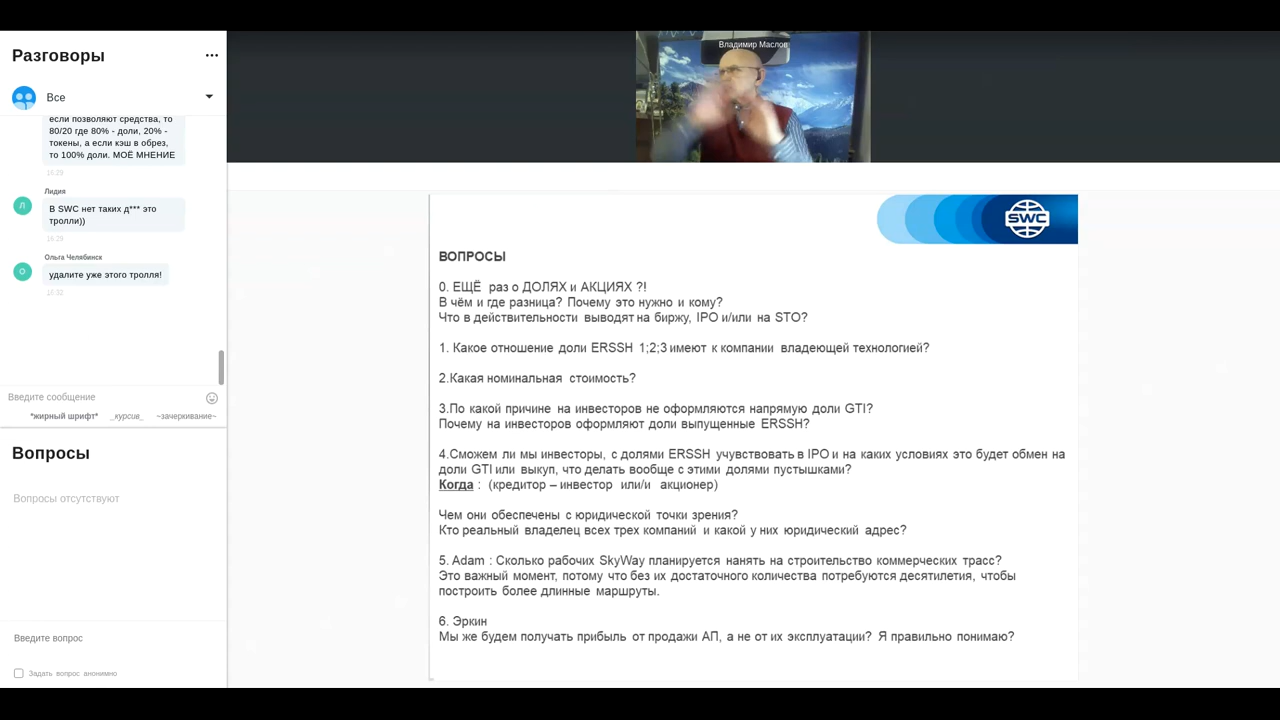 Разговоры
Все
если позволяют средства, то
80/20 где 80% - доли, 20% -
токены, а если кэш в обрез,
то 100% доли. МОЁ МНЕНИЕ
16:29
Лидия
Л
В SWC нет таких д*** это
тролли))
16:29
Ольга Челябинск
О
удалите уже этого тролля!
Введите сообщение
*жирный шрифт* _курсив_ ~зачеркивание~
Вопросы
Вопросы отсутствуют
Введите вопрос
Задать вопрос анонимно
Владимир Маслов
SWC
ВОПРОСЫ
0. ЕЩЁ раз о ДОЛЯХ и АКЦИЯХ ?!
В чём и где разница? Почему это нужно и кому?
Что в действительности выводят на биржу, IPO и/или на STO?
1. Какое отношение доли ERSSH 1;2;3 имеют к компании владеющей технологией?
2.Какая номинальная стоимость?
3.По какой причине на инвесторов не оформляются напрямую доли GTI?
Почему на инвесторов оформляют доли выпущенные ERSSH?
4.Сможем ли мы инвесторы, с долями ERSSH учувствовать в IPO и на каких условиях это будет обмен на
доли GTI или выкуп, что делать вообще с этими долями пустышками?
Когда : (кредитор – инвестор или/и акционер)
Чем они обеспечены с юридической точки зрения?
Кто реальный владелец всех трех компаний и какой у них юридический адрес?
5. Adam : Сколько рабочих SkyWay планируется нанять на строительство коммерческих трасс?
Это важный момент, потому что без их достаточного количества потребуются десятилетия, чтобы
построить более длинные маршруты.
6. Эркин
Мы же будем получать прибыль от продажи АП, а не от их эксплуатации? Я правильно понимаю?